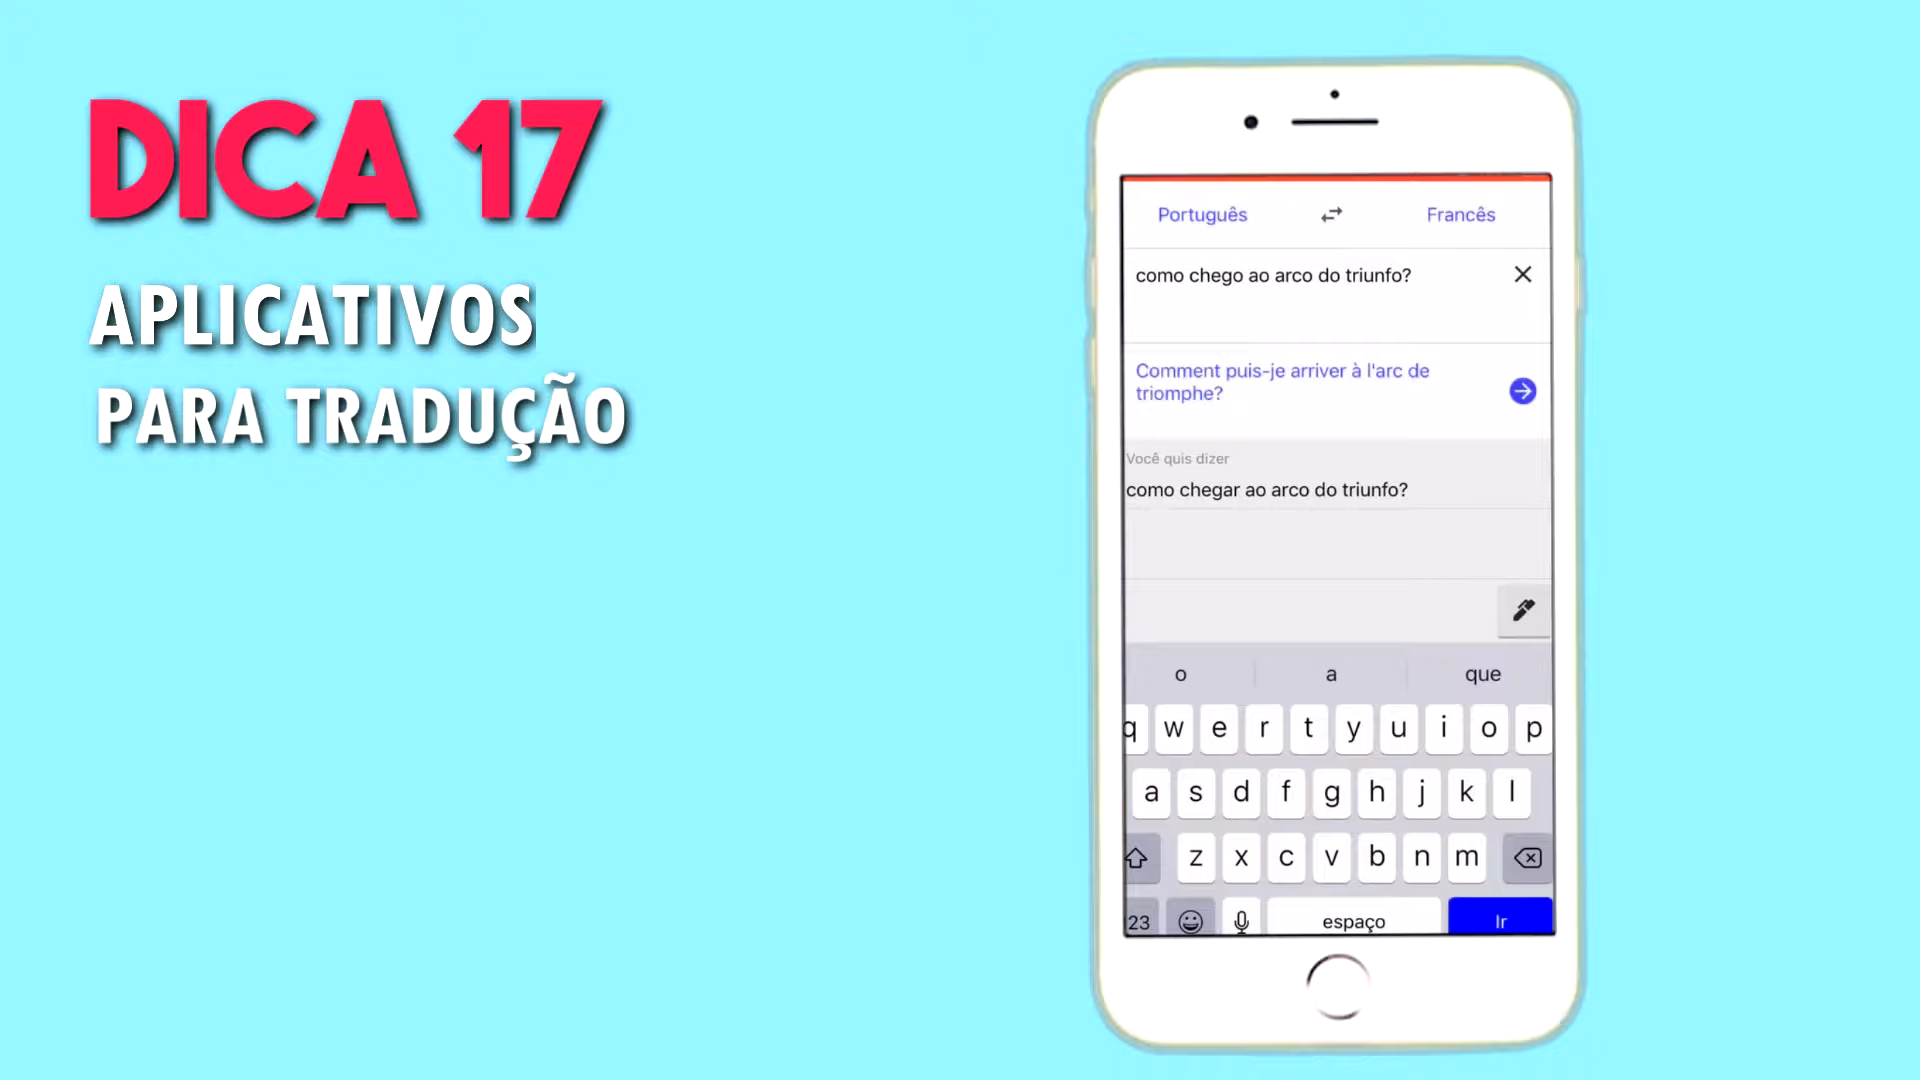 DICA 17
APLICATIVOS
PARA TRADUÇÃO
Português Francês
como chego ao arco do triunfo?
Comment puis-je arriver à l'arc de
triomphe?
Você quis dizer
como chegar ao arco do triunfo?
o a que
q w e r t y u i o p
a s d f g h j k l
z x c v b n m
23 espaço Ir